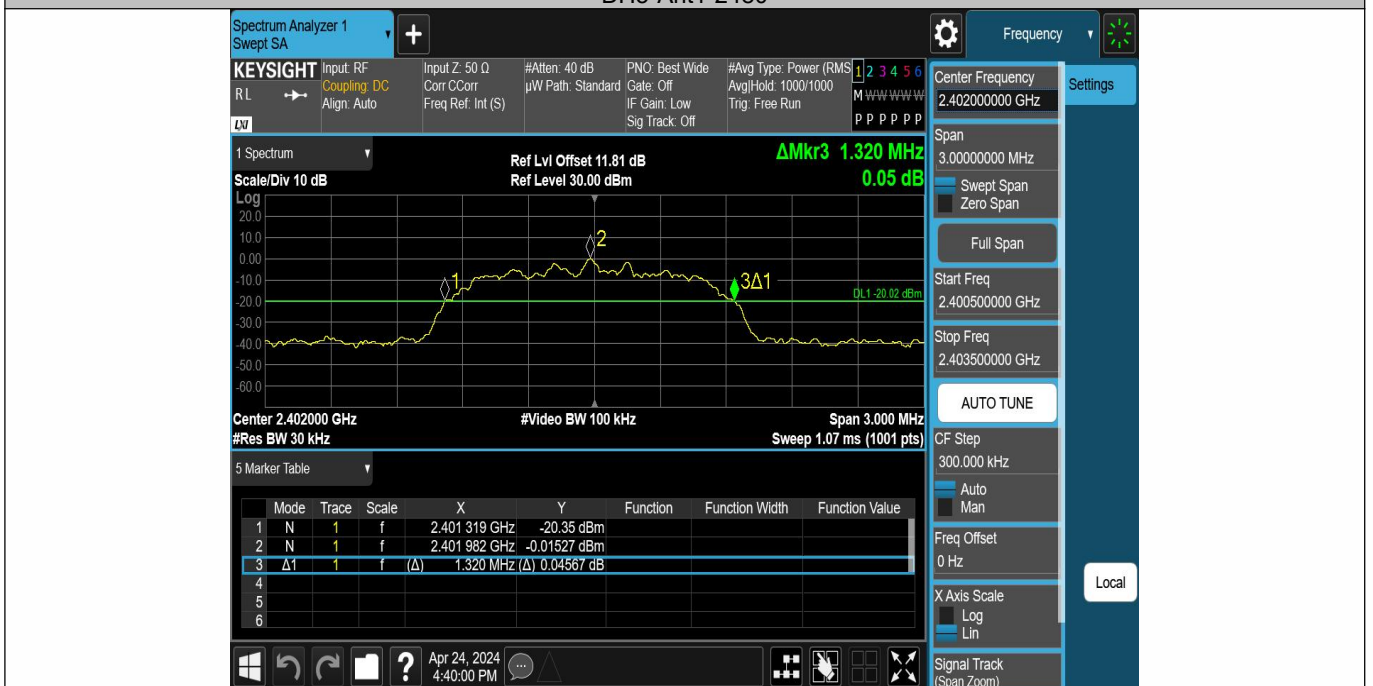 Spectrum Analyzer 1
Swept SA
+
Frequency
KEYSIGHT
RL
LXI
Input: RF
Coupling: DC
Align: Auto
Input Z: 50 Ω
Corr CCorr
Freq Ref: Int (S)
#Atten: 40 dB
µW Path: Standard
PNO: Best Wide
Gate: Off
IF Gain: Low
Sig Track: Off
#Avg Type: Power (RMS
Avg|Hold: 1000/1000
Trig: Free Run
1 2 3 4 5 6
M W W W W W
P P P P P P
1 Spectrum
Scale/Div 10 dB
Ref Lvl Offset 11.81 dB
Ref Level 30.00 dBm
ΔMkr3 1.320 MHz
0.05 dB
Log
20.0
10.0
0.00
-10.0
-20.0
-30.0
-40.0
-50.0
-60.0
1
2
3Δ1
DL1 -20.02 dBm
Center 2.402000 GHz
#Video BW 100 kHz
Span 3.000 MHz
#Res BW 30 kHz
Sweep 1.07 ms (1001 pts)
5 Marker Table
Mode Trace Scale X Y Function Function Width Function Value
1 N 1 f 2.401 319 GHz -20.35 dBm
2 N 1 f 2.401 982 GHz -0.01527 dBm
3 Δ1 1 f (Δ) 1.320 MHz (Δ) 0.04567 dB
4
5
6
?
Apr 24, 2024
4:40:00 PM
Center Frequency
2.402000000 GHz
Settings
Span
3.00000000 MHz
Swept Span
Zero Span
Full Span
Start Freq
2.400500000 GHz
Stop Freq
2.403500000 GHz
AUTO TUNE
CF Step
300.000 kHz
Auto
Man
Freq Offset
0 Hz
X Axis Scale
Log
Lin
Local
Signal Track
(Span Zoom)